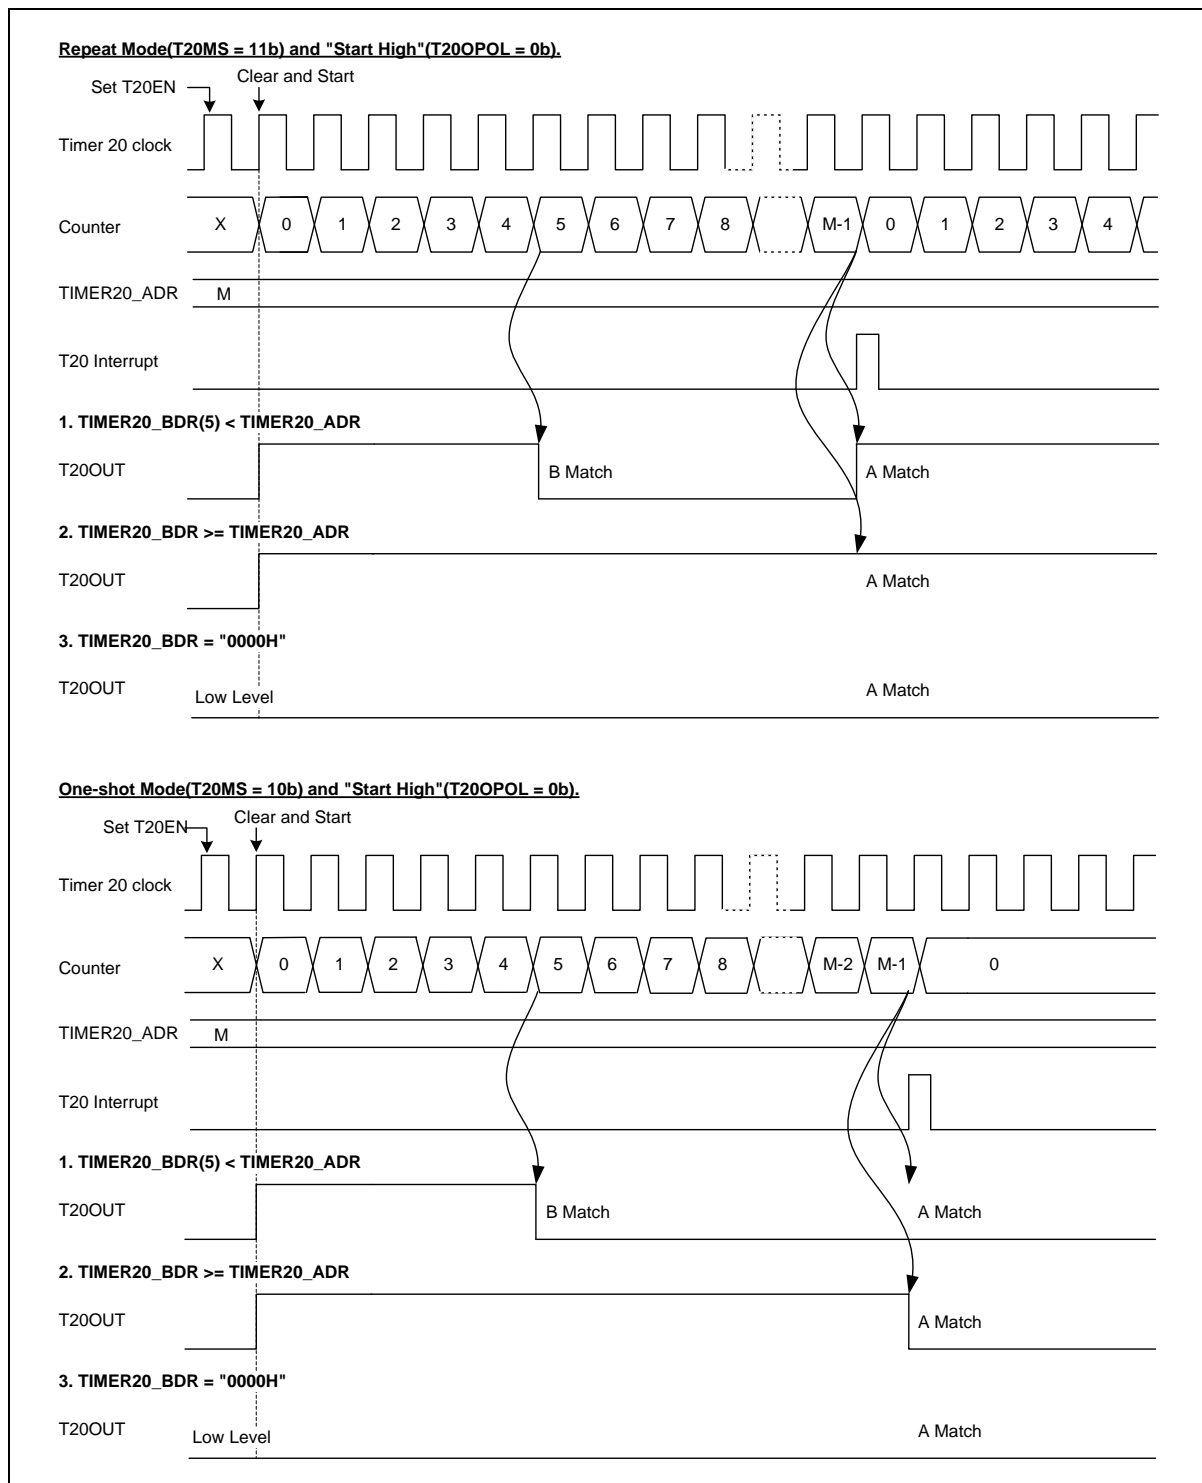 Repeat Mode(T20MS = 11b) and "Start High"(T20OPOL = 0b).
Set T20EN
Clear and Start
Timer 20 clock
Counter X 0 1 2 3 4 5 6 7 8 M-1 0 1 2 3 4
TIMER20_ADR M
T20 Interrupt
1. TIMER20_BDR(5) < TIMER20_ADR
T20OUT B Match A Match
2. TIMER20_BDR >= TIMER20_ADR
T20OUT A Match
3. TIMER20_BDR = "0000H"
T20OUT Low Level A Match
One-shot Mode(T20MS = 10b) and "Start High"(T20OPOL = 0b).
Set T20EN
Clear and Start
Timer 20 clock
Counter X 0 1 2 3 4 5 6 7 8 M-2 M-1 0
TIMER20_ADR M
T20 Interrupt
1. TIMER20_BDR(5) < TIMER20_ADR
T20OUT B Match A Match
2. TIMER20_BDR >= TIMER20_ADR
T20OUT A Match
3. TIMER20_BDR = "0000H"
T20OUT Low Level A Match